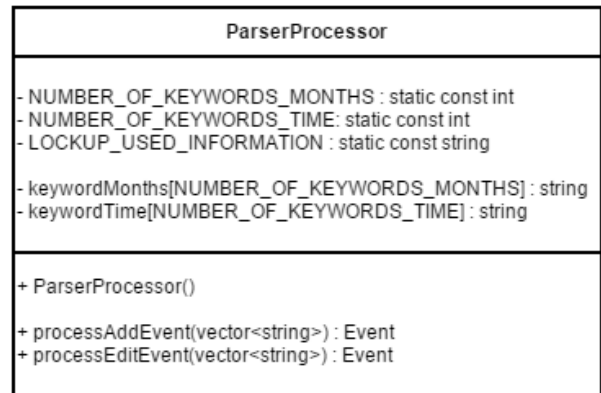 ParserProcessor
- NUMBER_OF_KEYWORDS_MONTHS : static const int
- NUMBER_OF_KEYWORDS_TIME: static const int
- LOCKUP_USED_INFORMATION : static const string
- keywordMonths[NUMBER_OF_KEYWORDS_MONTHS] : string
- keywordTime[NUMBER_OF_KEYWORDS_TIME] : string
+ ParserProcessor()
+ processAddEvent(vector<string>) : Event
+ processEditEvent(vector<string>) : Event